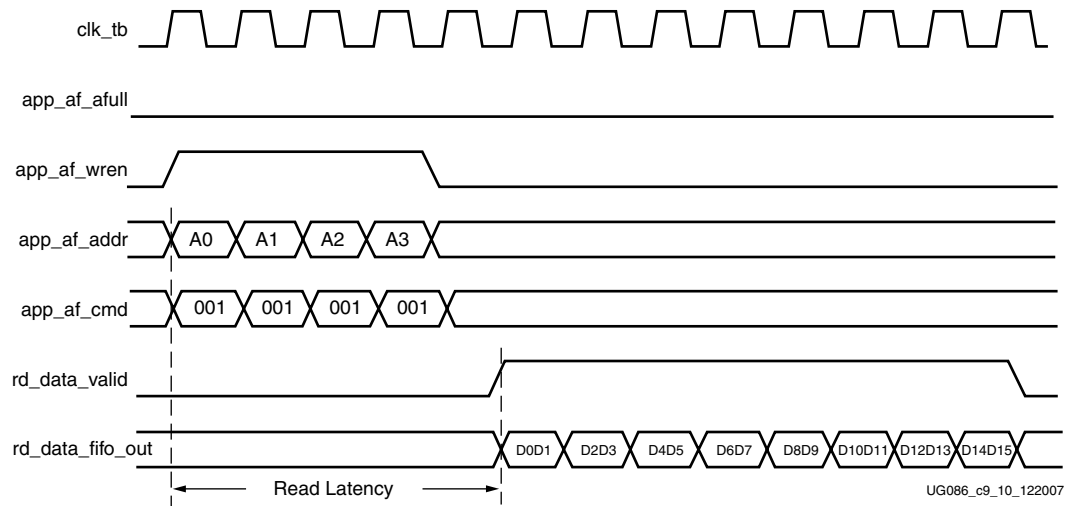 clk_tb
app_af_afull
app_af_wren
app_af_addr A0 A1 A2 A3
app_af_cmd 001 001 001 001
rd_data_valid
rd_data_fifo_out D0D1 D2D3 D4D5 D6D7 D8D9 D10D11 D12D13 D14D15
Read Latency
UG086_c9_10_122007